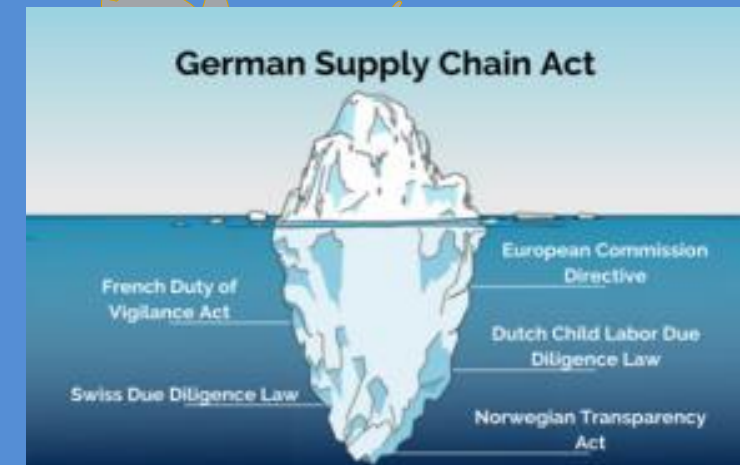 German Supply Chain Act
European Commission
Directive
French Duty of
Vigilance Act
Dutch Child Labor Due
Diligence Law
Swiss Due Diligence Law
Norwegian Transparency
Act